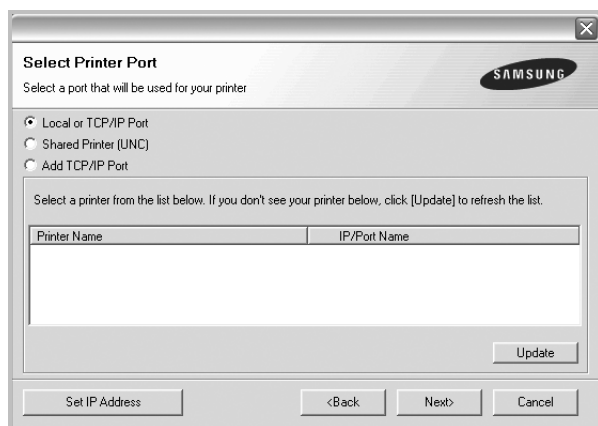 Select Printer Port
Select a port that will be used for your printer
SAMSUNG
Local or TCP/IP Port
Shared Printer (UNC)
Add TCP/IP Port
Select a printer from the list below. If you don't see your printer below, click [Update] to refresh the list.
Printer Name IP/Port Name
Update
Set IP Address <Back Next> Cancel